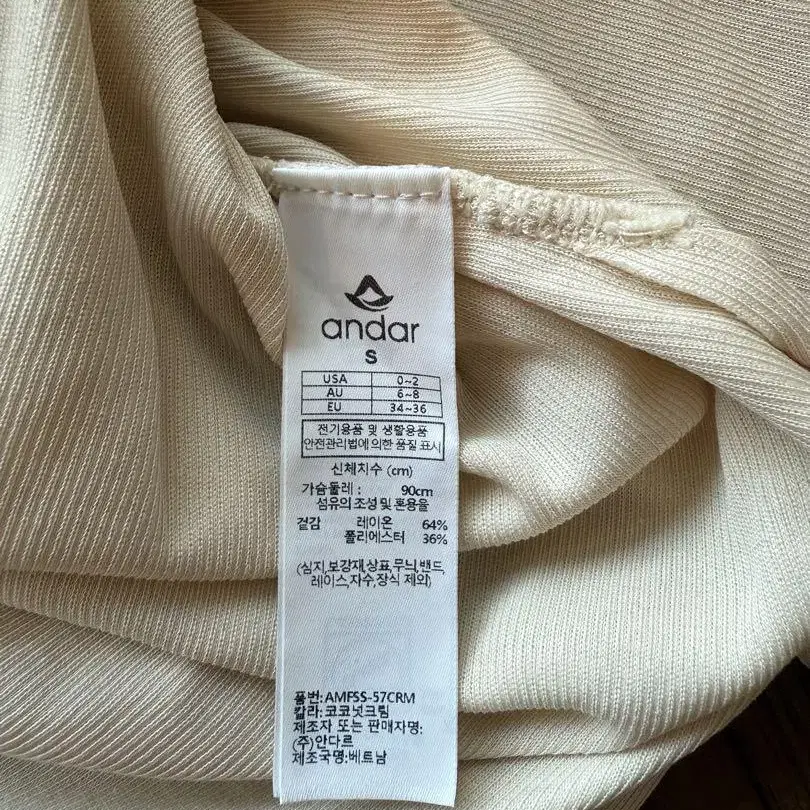 andar
S
USA 0~2
AU 6~8
EU 34~36
전기용품 및 생활용품
안전관리법에 의한 품질 표시
신체치수 (cm)
가슴둘레 : 90cm
섬유의 조성 및 혼용율
겉감 레이온 64%
폴리에스터 36%
(심지,보강재,상표,무늬,밴드,
레이스,자수,장식 제외)
품번:AMFSS-57CRM
칼라:코코넛크림
제조자 또는 판매자명:
(주)안다르
제조국명:베트남